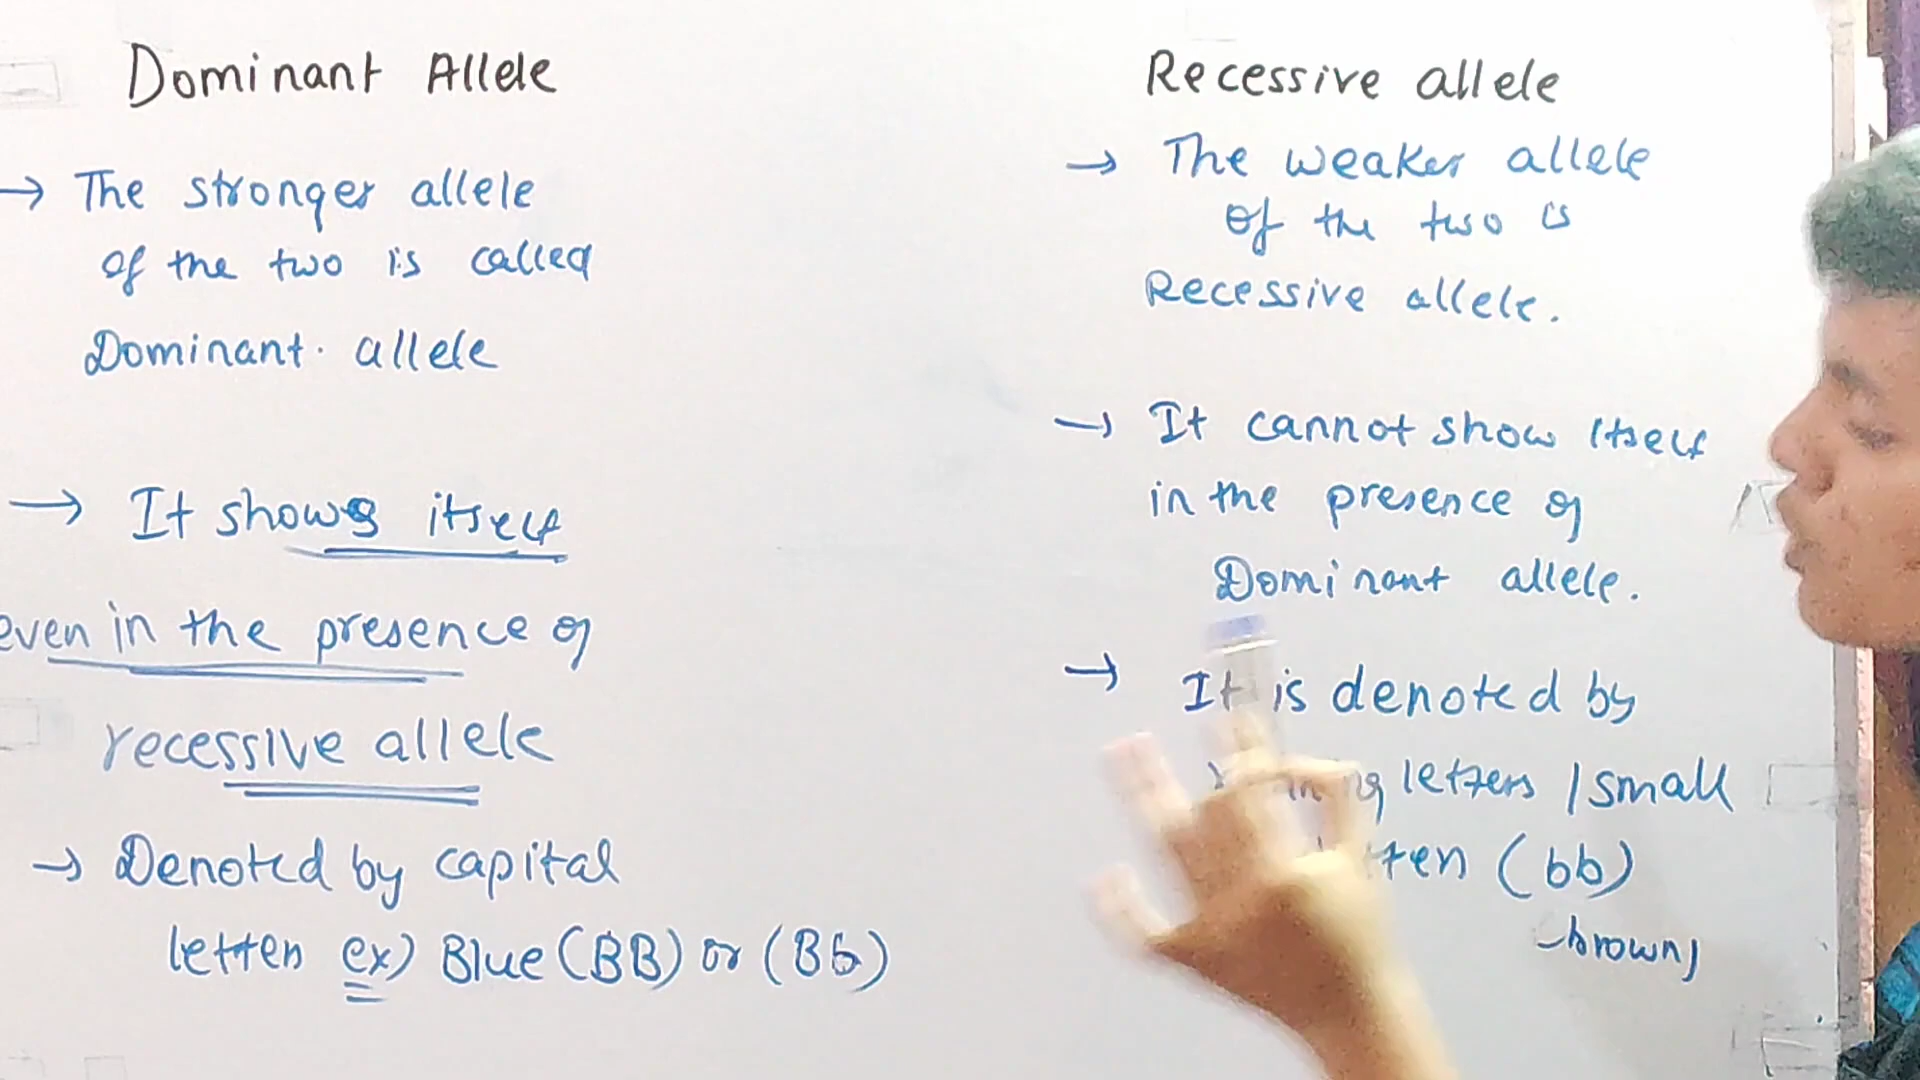 Dominant Allele
→ The stronger allele
of the two is called
Dominant. allele
→ It shows itself
even in the presence of
recessive allele
→ Denoted by capital
letter ex) Blue (BB) or (Bb)
Recessive allele
→ The weaker allele
of the two is
Recessive allele.
→ It cannot show itself
in the presence of
Dominant allele.
→ It is denoted by
letters / small
(bb)
brown)